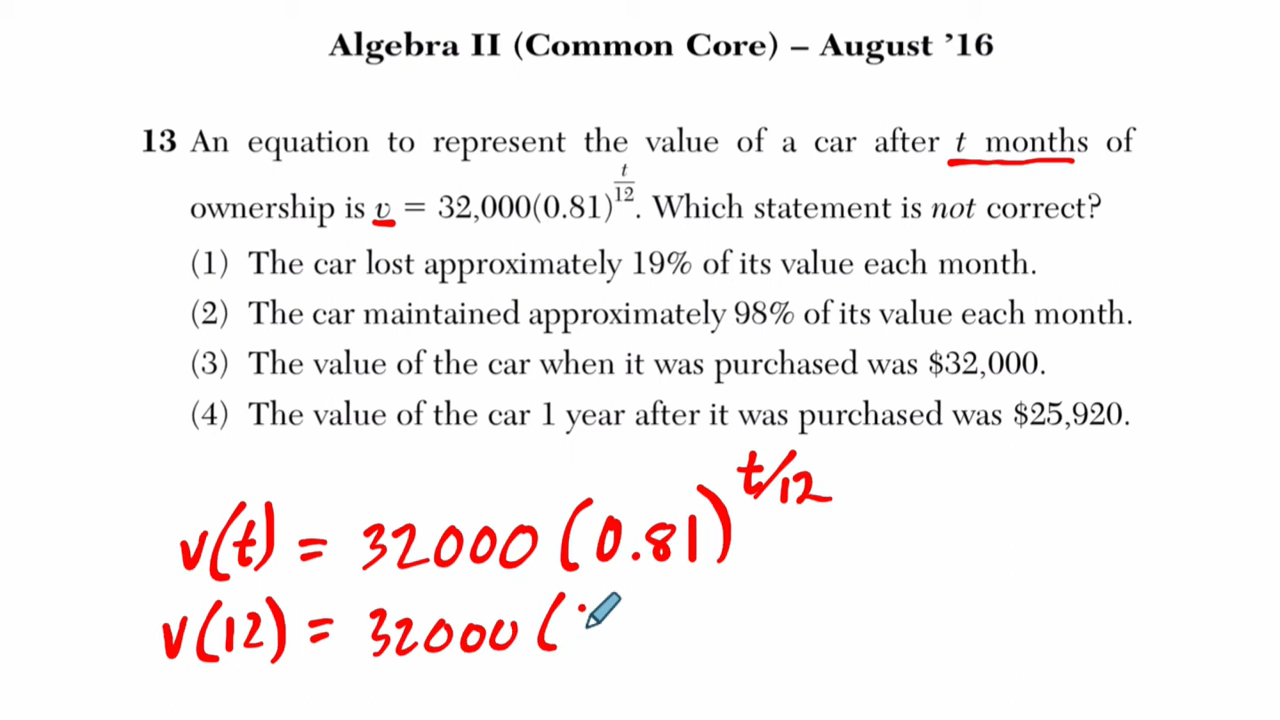 Algebra II (Common Core) – August ’16
13 An equation to represent the value of a car after t months of
ownership is v = 32,000(0.81)^(t/12). Which statement is not correct?
(1) The car lost approximately 19% of its value each month.
(2) The car maintained approximately 98% of its value each month.
(3) The value of the car when it was purchased was $32,000.
(4) The value of the car 1 year after it was purchased was $25,920.
v(t) = 32000 (0.81)^t/12
v(12) = 32000 (